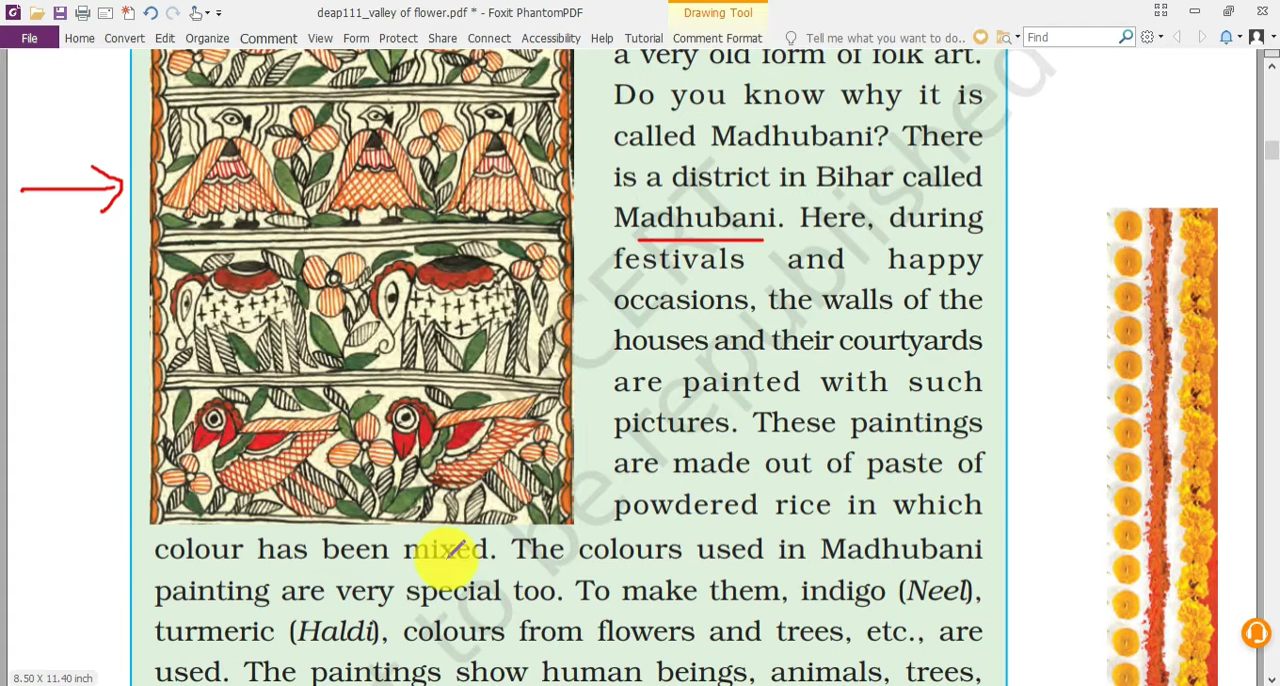 deap111_valley of flower.pdf * - Foxit PhantomPDF
Drawing Tool
File Home Convert Edit Organize Comment View Form Protect Share Connect Accessibility Help Tutorial Comment Format Tell me what you want to do.. Find
a very old form of folk art.
Do you know why it is
called Madhubani? There
is a district in Bihar called
Madhubani. Here, during
festivals and happy
occasions, the walls of the
houses and their courtyards
are painted with such
pictures. These paintings
are made out of paste of
powdered rice in which
colour has been mixed. The colours used in Madhubani
painting are very special too. To make them, indigo (Neel),
turmeric (Haldi), colours from flowers and trees, etc., are
used. The paintings show human beings, animals, trees,
8.50 X 11.40 inch
to be republished